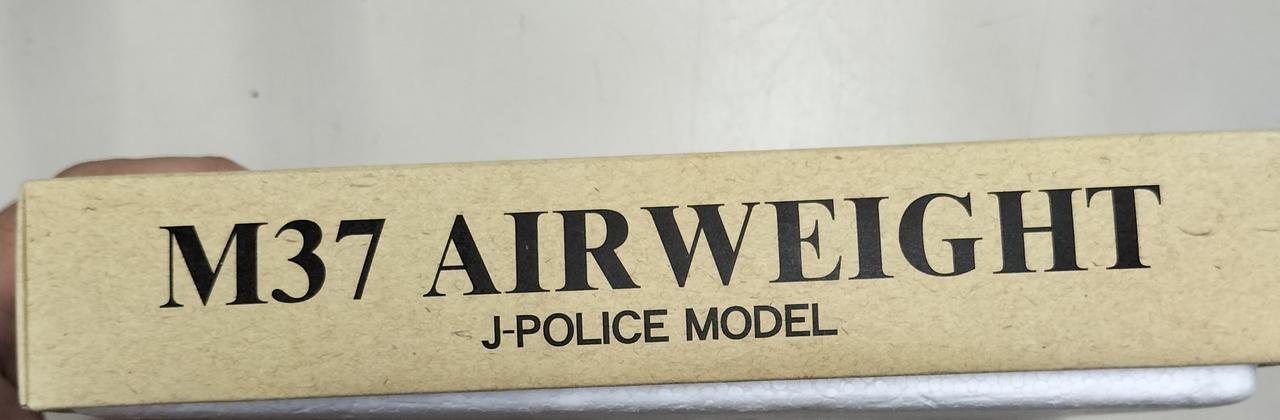 M37 AIRWEIGHT
J-POLICE MODEL